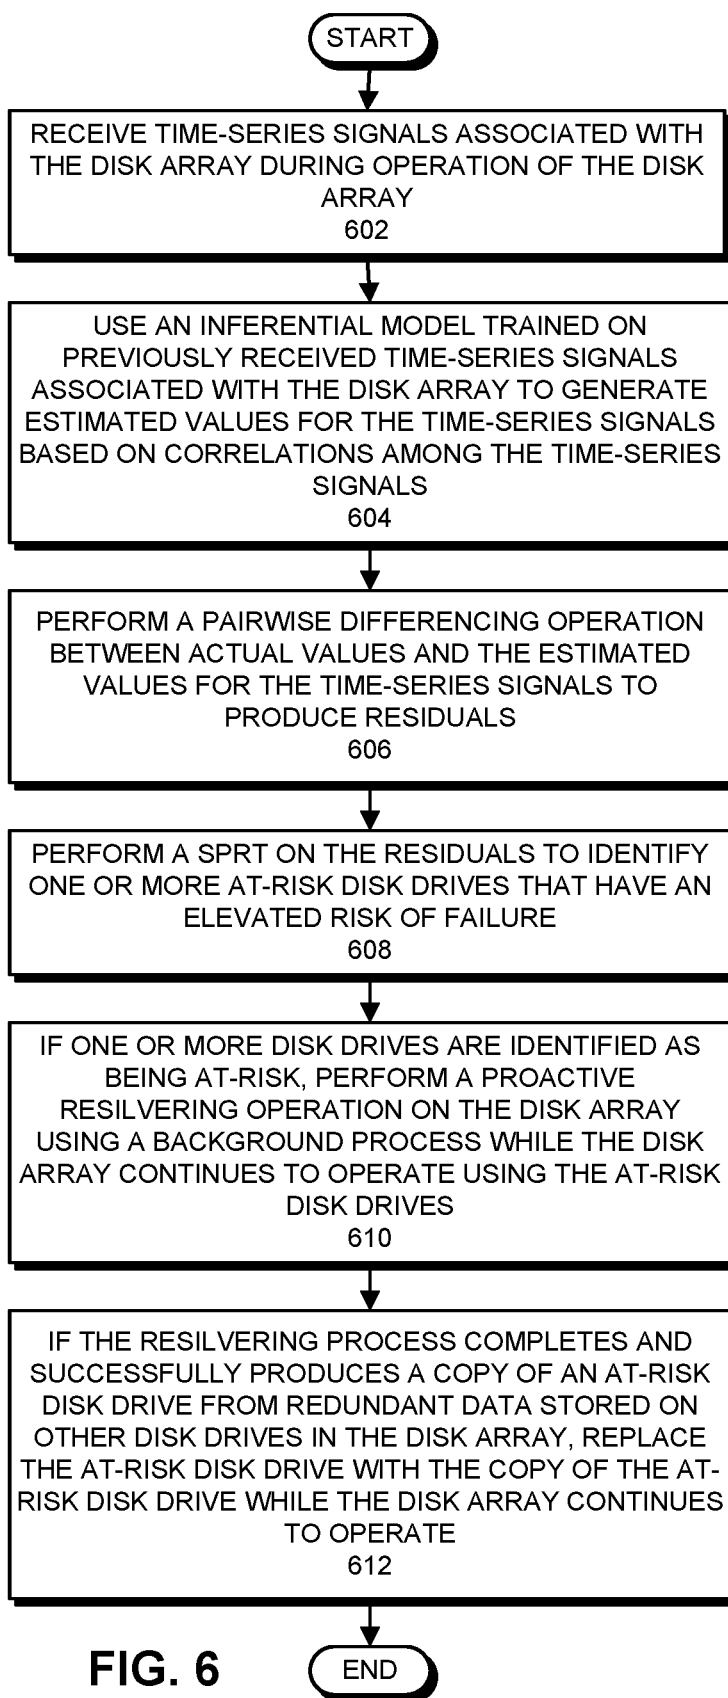 START
RECEIVE TIME-SERIES SIGNALS ASSOCIATED WITH
THE DISK ARRAY DURING OPERATION OF THE DISK
ARRAY
602
USE AN INFERENTIAL MODEL TRAINED ON
PREVIOUSLY RECEIVED TIME-SERIES SIGNALS
ASSOCIATED WITH THE DISK ARRAY TO GENERATE
ESTIMATED VALUES FOR THE TIME-SERIES SIGNALS
BASED ON CORRELATIONS AMONG THE TIME-SERIES
SIGNALS
604
PERFORM A PAIRWISE DIFFERENCING OPERATION
BETWEEN ACTUAL VALUES AND THE ESTIMATED
VALUES FOR THE TIME-SERIES SIGNALS TO
PRODUCE RESIDUALS
606
PERFORM A SPRT ON THE RESIDUALS TO IDENTIFY
ONE OR MORE AT-RISK DISK DRIVES THAT HAVE AN
ELEVATED RISK OF FAILURE
608
IF ONE OR MORE DISK DRIVES ARE IDENTIFIED AS
BEING AT-RISK, PERFORM A PROACTIVE
RESILVERING OPERATION ON THE DISK ARRAY
USING A BACKGROUND PROCESS WHILE THE DISK
ARRAY CONTINUES TO OPERATE USING THE AT-RISK
DISK DRIVES
610
IF THE RESILVERING PROCESS COMPLETES AND
SUCCESSFULLY PRODUCES A COPY OF AN AT-RISK
DISK DRIVE FROM REDUNDANT DATA STORED ON
OTHER DISK DRIVES IN THE DISK ARRAY, REPLACE
THE AT-RISK DISK DRIVE WITH THE COPY OF THE AT-
RISK DISK DRIVE WHILE THE DISK ARRAY CONTINUES
TO OPERATE
612
FIG. 6
END